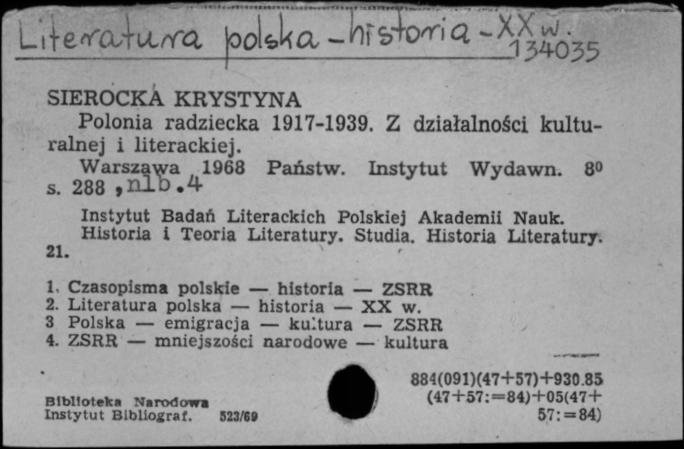 Literatura polska – historia – XX w.
134035
SIEROCKA KRYSTYNA
Polonia radziecka 1917-1939. Z działalności kultu-
ralnej i literackiej.
Warszawa 1968 Państw. Instytut Wydawn. 8⁰
s. 288 , nlb. 4
Instytut Badań Literackich Polskiej Akademii Nauk.
Historia i Teoria Literatury. Studia. Historia Literatury.
21.
1. Czasopisma polskie — historia — ZSRR
2. Literatura polska — historia — XX w.
3 Polska — emigracja — kultura — ZSRR
4. ZSRR — mniejszości narodowe — kultura
884(091)(47+57)+930.85
(47+57:=84)+05(47+
57:=84)
Biblioteka Narodowa
Instytut Bibliograf. 523/69